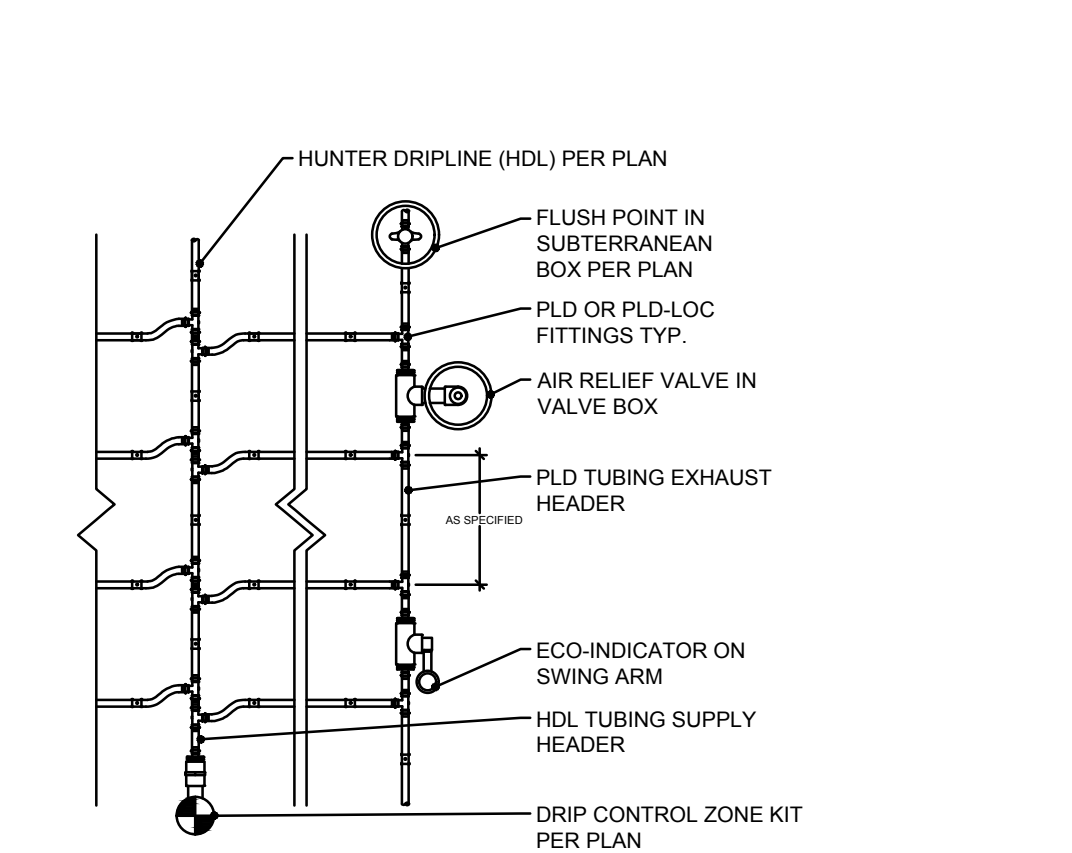 HUNTER DRIPLINE (HDL) PER PLAN
FLUSH POINT IN
SUBTERRANEAN
BOX PER PLAN
PLD OR PLD-LOC
FITTINGS TYP.
AIR RELIEF VALVE IN
VALVE BOX
PLD TUBING EXHAUST
HEADER
AS SPECIFIED
ECO-INDICATOR ON
SWING ARM
HDL TUBING SUPPLY
HEADER
DRIP CONTROL ZONE KIT
PER PLAN